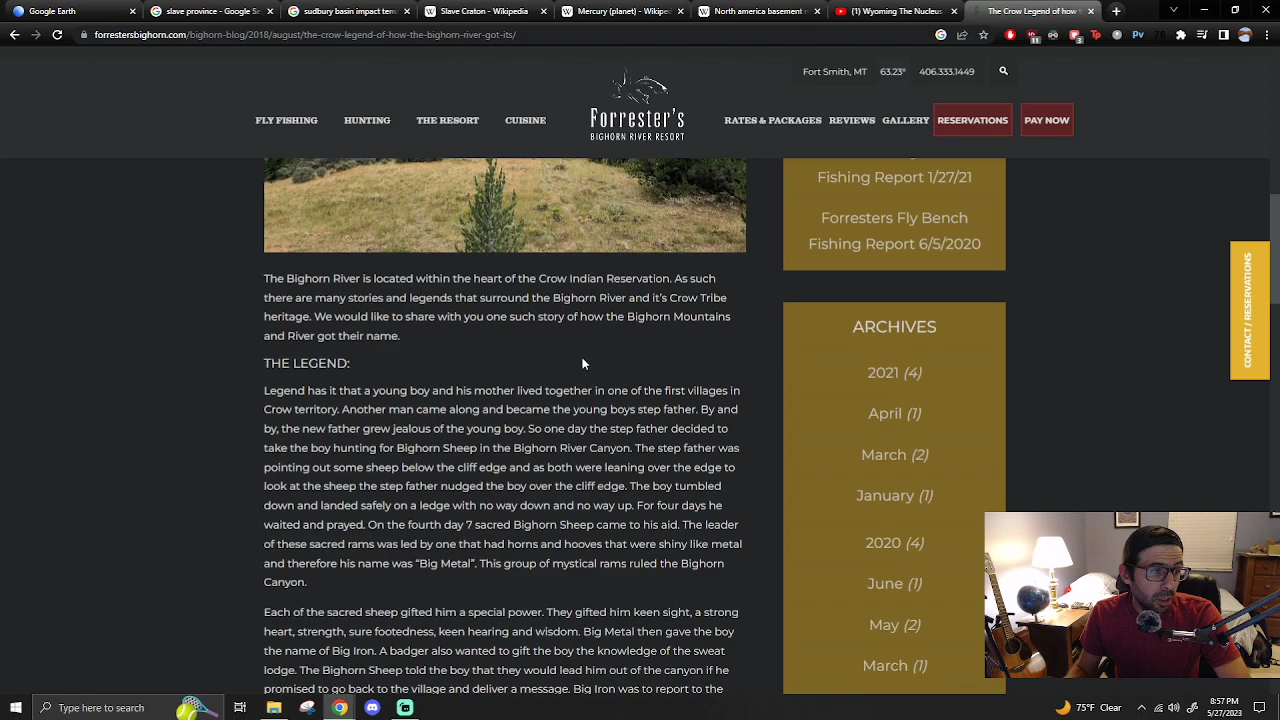 Slave Craton -
slave province - G
sudbury basin impact ten
Cuisine
Mercury (planet) - W
Messak basement m
(1) Wyoming Block
The Crow Legend of
forrestersbighorn.com/bighorn-blog/2018/august/the-crow-legend-of-how-the-bighorn-river-got-its/
Fort Smith, MT 63.23° 406.333.1449
FLY FISHING HUNTING THE RESORT CUISINE Forrester's RATES & PACKAGES REVIEWS GALLERY RESERVATIONS PAY NOW
BIGHORN RIVER RESORT
Fishing Report 1/27/21
Forresters Fly Bench
Fishing Report 6/5/2020
CONTACT / RESERVATIONS
The Bighorn River is located within the heart of the Crow Indian Reservation. As such
there are many stories and legends that surround the Bighorn River and it's Crow Tribe
heritage. We would like to share with you one such story of how the Bighorn Mountains
and River got their name.
THE LEGEND:
Legend has it that a young boy and his mother lived together in one of the first villages in
Crow territory. Another man came along and became the young boys step father. By and
by, the new father grew jealous of the young boy. So one day the step father decided to
take the boy hunting for Bighorn Sheep in the Bighorn River Canyon. The step father was
pointing out some sheep below the cliff edge and as both were leaning over the edge to
look at the sheep the step father nudged the boy over the cliff edge. The boy tumbled
down and landed safely on a ledge with no way down and no way up. For four days he
waited and prayed. On the fourth day 7 sacred Bighorn Sheep came to his aid. The leader
of these sacred rams was led by one that had horns and hooves that were shiny like metal
and therefore his name was “Big Metal”. This group of mystical rams ruled the Bighorn
Canyon.
Each of the sacred sheep gifted him a special power. They gifted him keen sight, a strong
heart, strength, sure footedness, keen hearing and wisdom. Big Metal then gave the boy
the name of Big Iron. A badger also wanted to gift the boy the knowledge of the sweat
lodge. The Bighorn Sheep told the boy that they would lead him out of the canyon if he
promised to go back to the village and deliver a message. Big Iron were to report to the
ARCHIVES
2021 (4)
April (1)
March (2)
January (1)
2020 (4)
June (1)
May (2)
March (1)
Type here to search
75°F
8:57 PM
5/27/2022